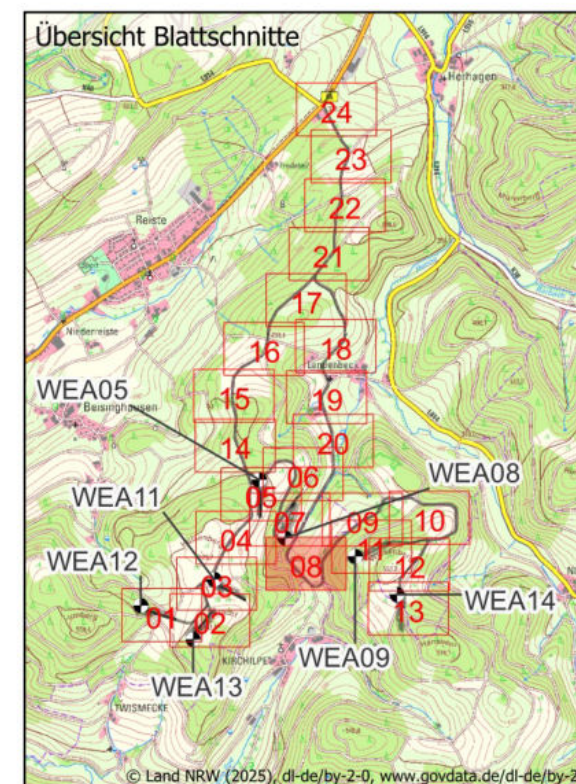 Übersicht Blattschnitte
Herhagen
24
23
22
Reiste
21
17
Niederreiste
16
18
Landenbeck
WEA05
15
19
Beisinghausen
14
20
06
WEA08
WEA11
05
07
09
10
04
11
WEA12
08
12
03
01
13
WEA14
02
KIRCHILPE
WEA09
WEA13
TWISMECKE
© Land NRW (2025), dl-de/by-2-0, www.govdata.de/dl-de/by-2